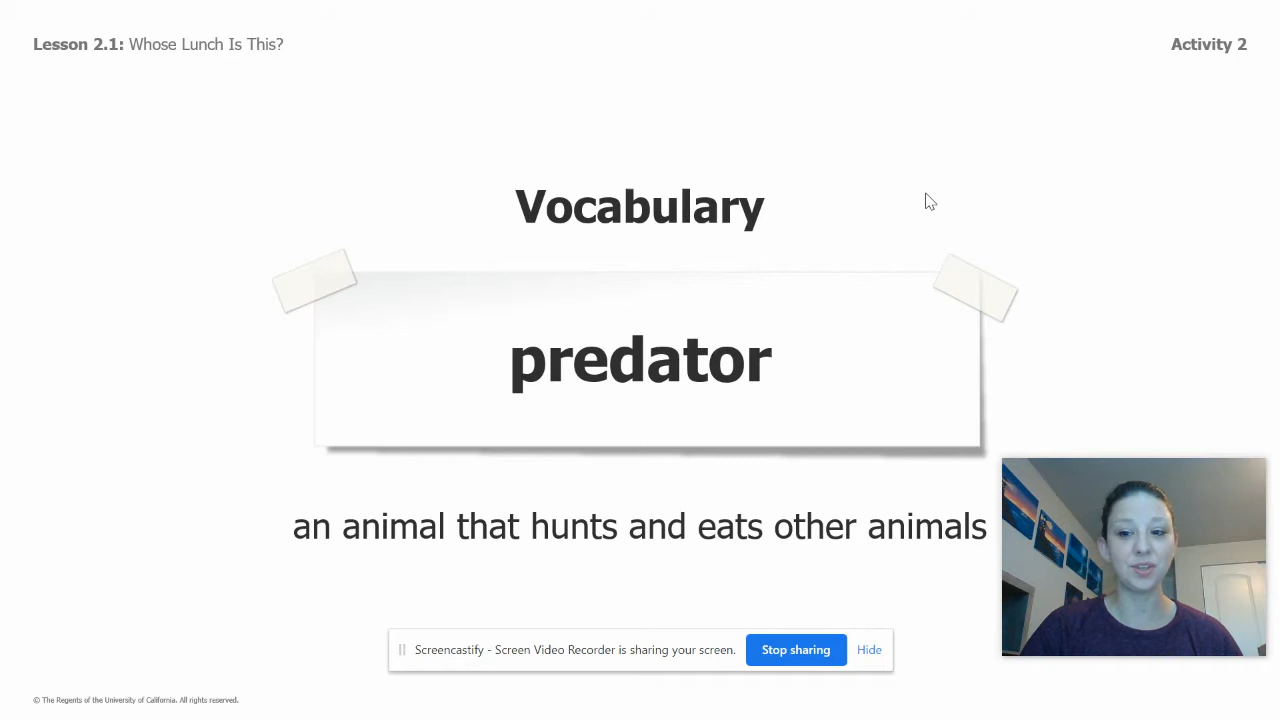 Lesson 2.1: Whose Lunch Is This?
Activity 2
Vocabulary
predator
an animal that hunts and eats other animals
Screencastify - Screen Video Recorder is sharing your screen.
Stop sharing
Hide
© The Regents of the University of California. All rights reserved.